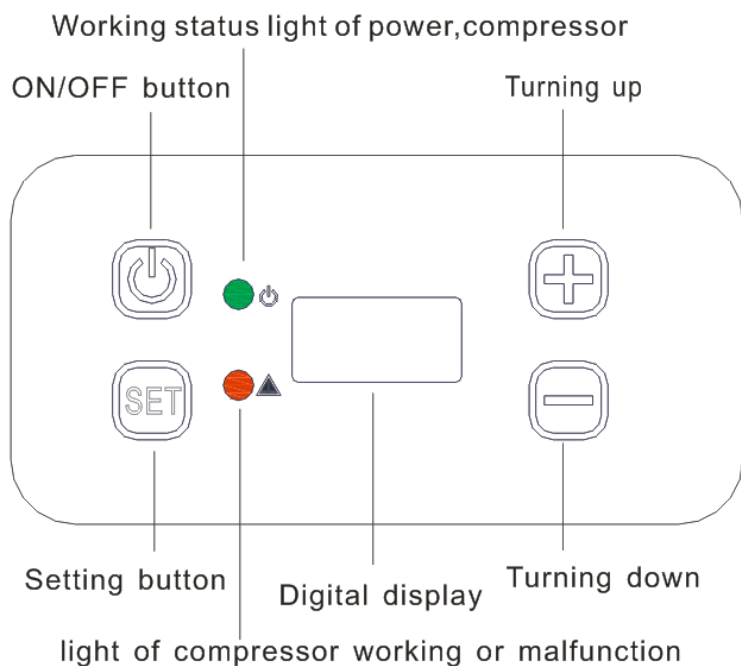 Working status light of power,compressor
ON/OFF button
Turning up
SET
Setting button
Digital display
Turning down
light of compressor working or malfunction